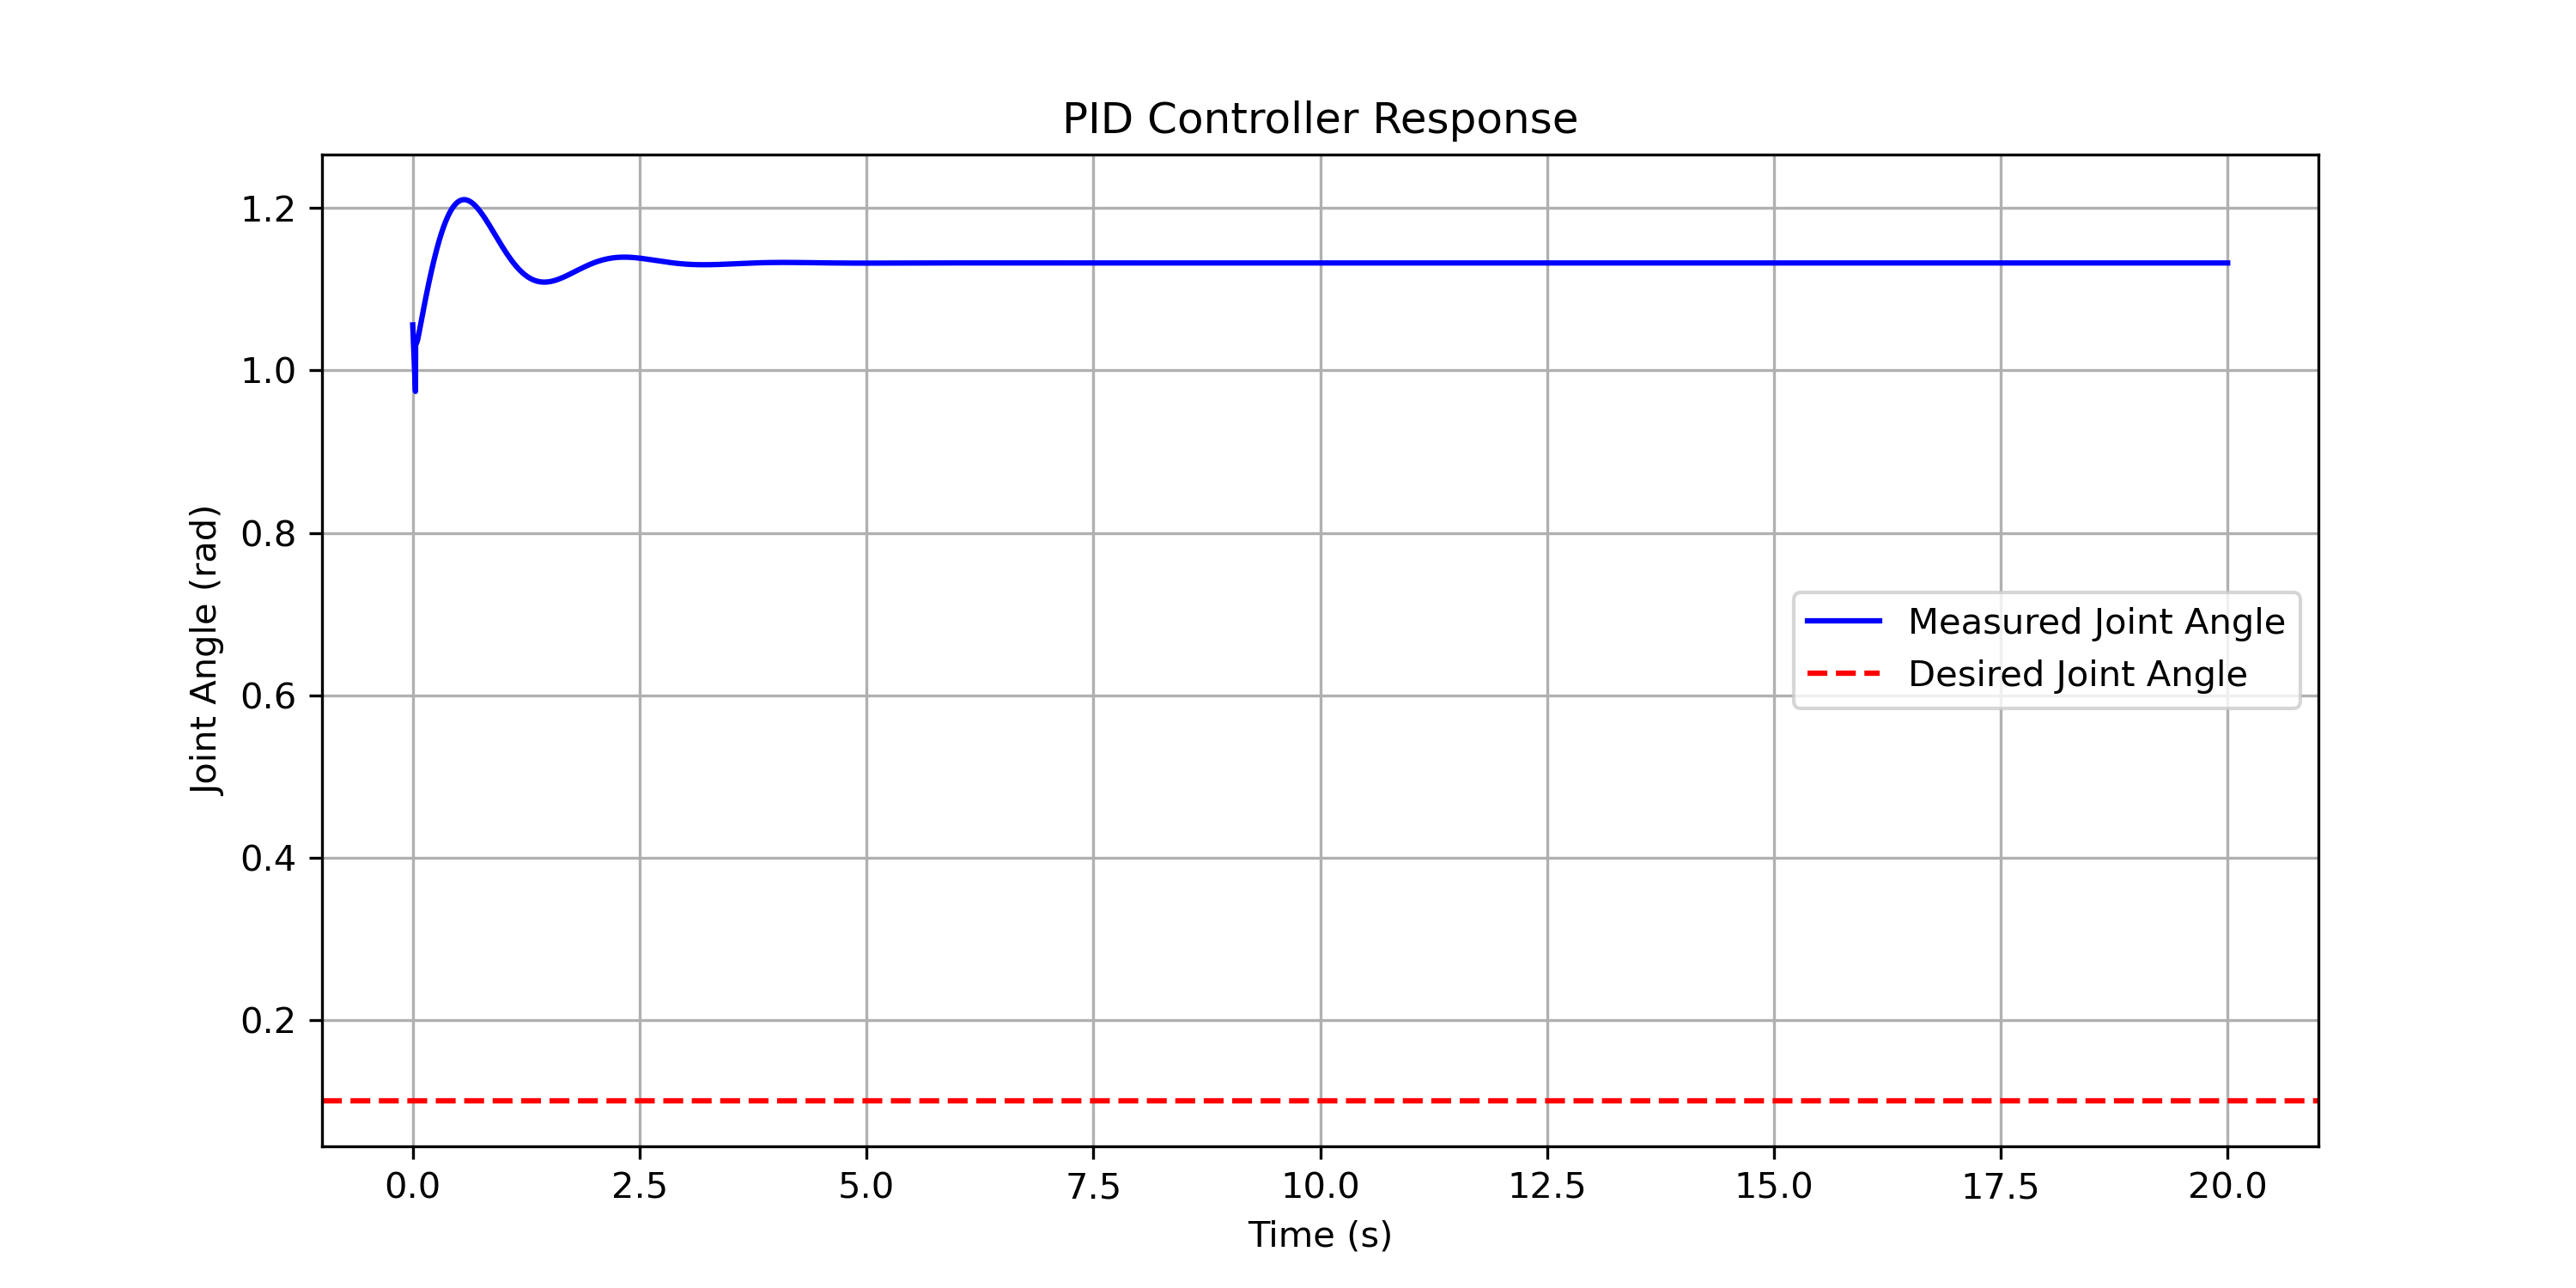 PID Controller Response
1.2
1.0
0.8
0.6
0.4
0.2
Joint Angle (rad)
Measured Joint Angle
Desired Joint Angle
0.0 2.5 5.0 7.5 10.0 12.5 15.0 17.5 20.0
Time (s)